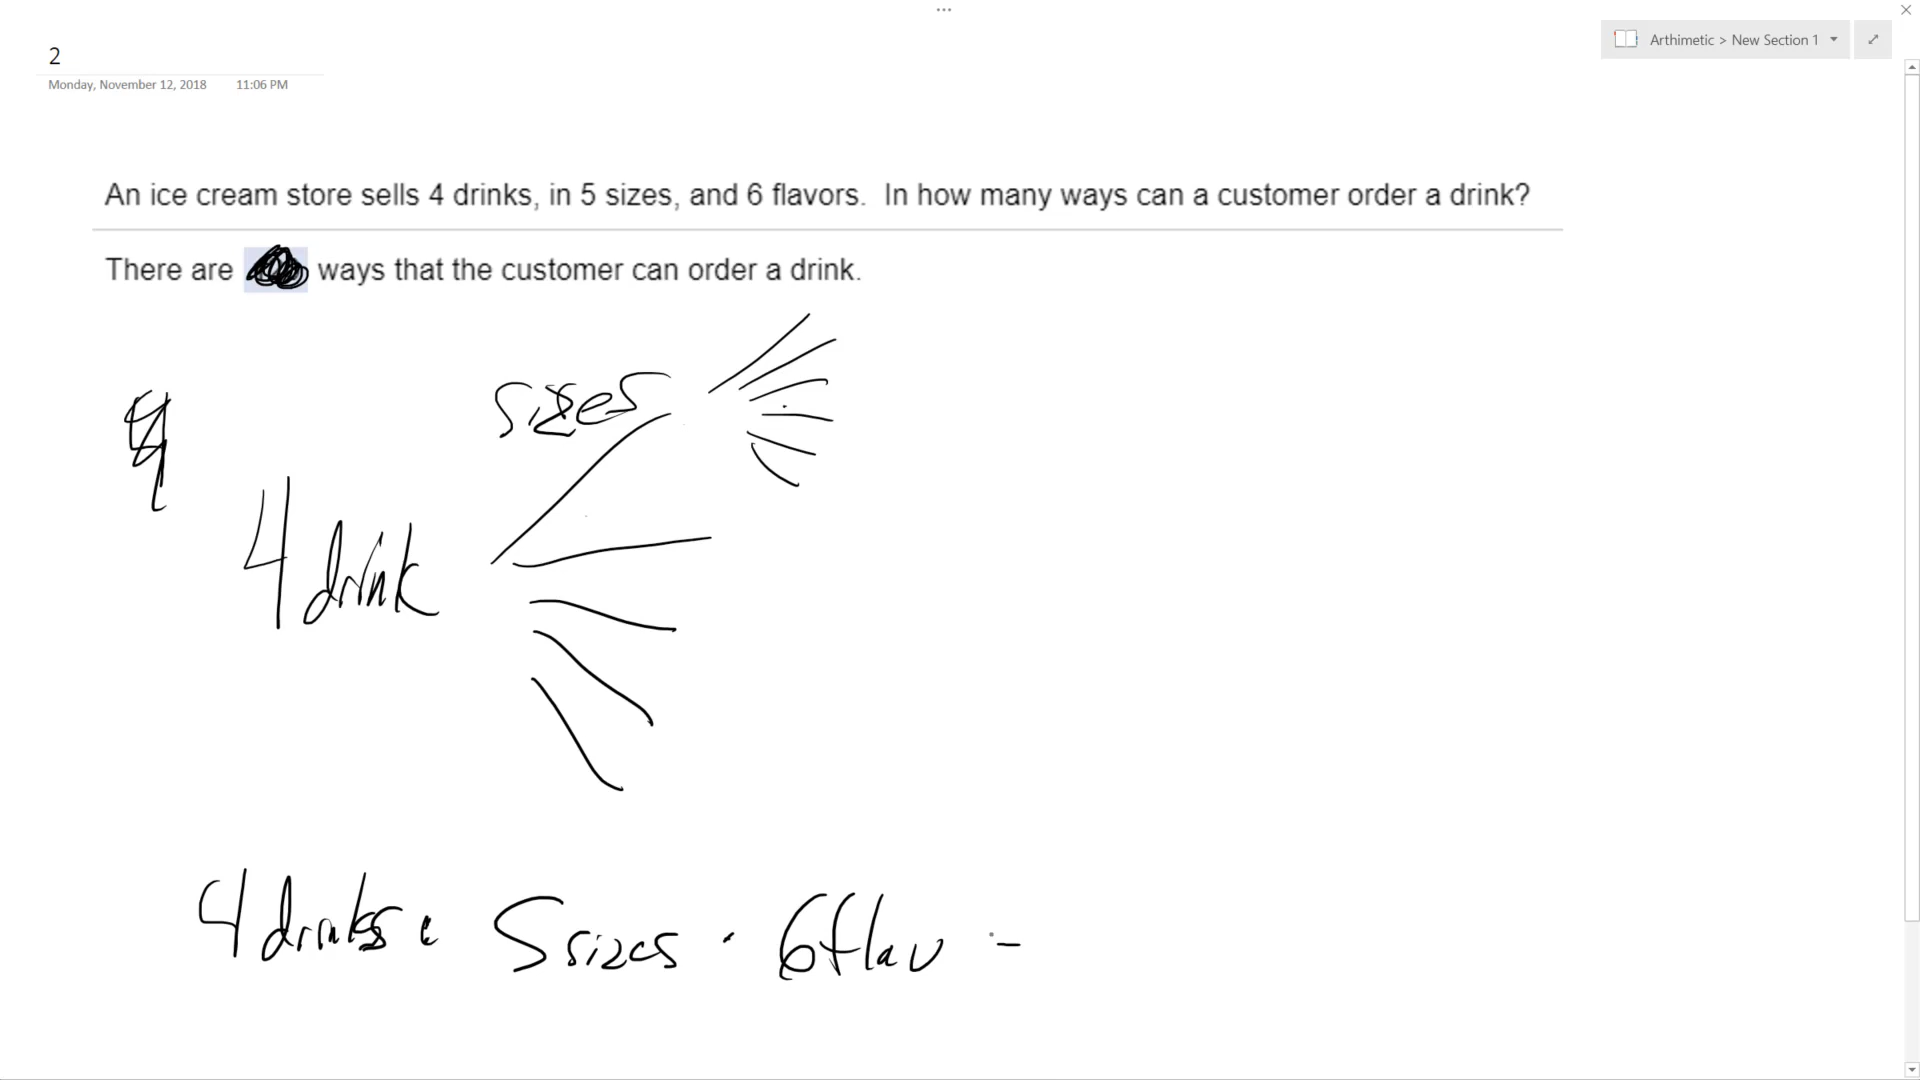 2
Arthimetic > New Section 1
Monday, November 12, 2018 11:06 PM
An ice cream store sells 4 drinks, in 5 sizes, and 6 flavors. In how many ways can a customer order a drink?
There are ways that the customer can order a drink.
sizes
4 drink
4 drinks · 5 sizes · 6 flav =